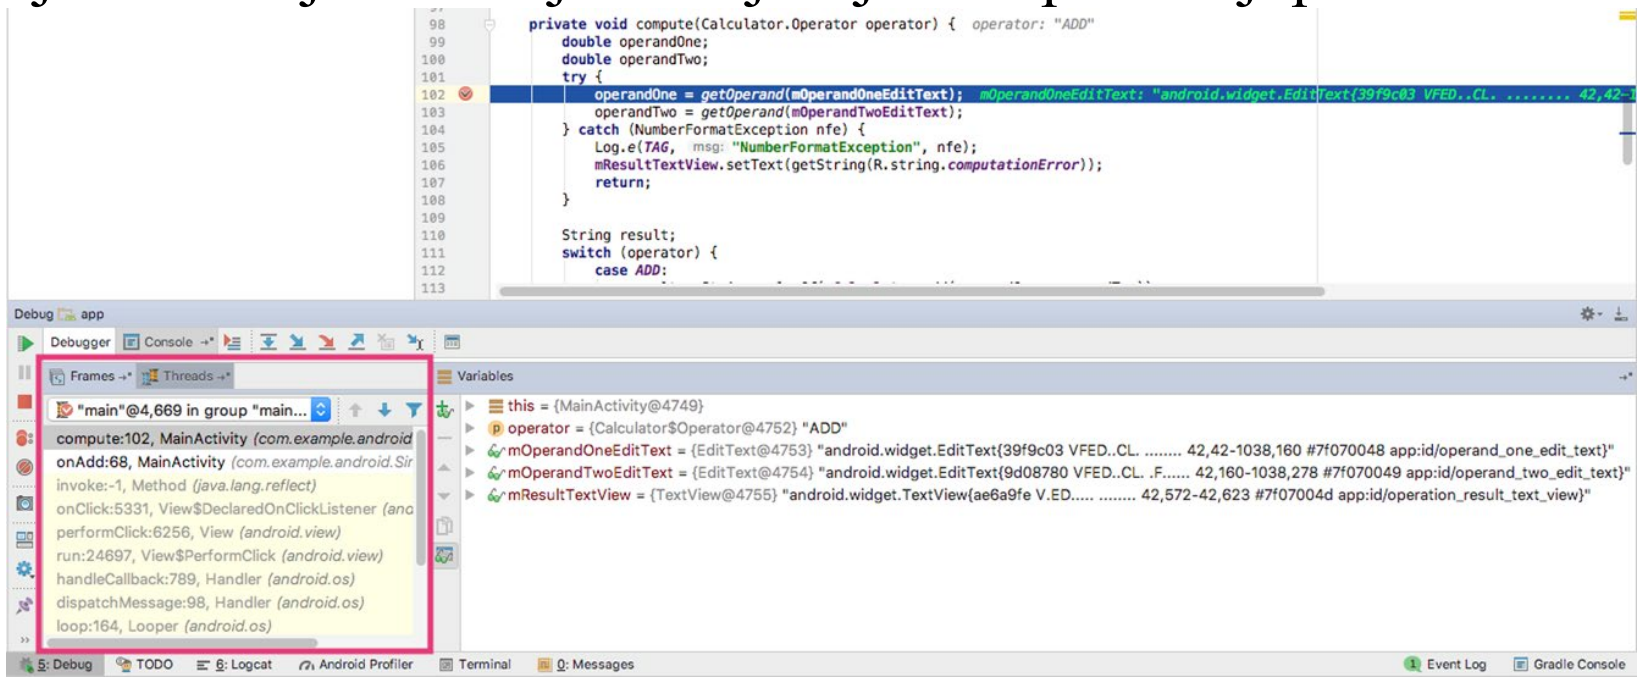 98 private void compute(Calculator.Operator operator) { operator: "ADD"
99 double operandOne;
100 double operandTwo;
101 try {
102 operandOne = getOperand(mOperandOneEditText); mOperandOneEditText: "android.widget.EditText{39f9c03 VFED..CL. ........ 42,42-1
103 operandTwo = getOperand(mOperandTwoEditText);
104 } catch (NumberFormatException nfe) {
105 Log.e(TAG, msg: "NumberFormatException", nfe);
106 mResultTextView.setText(getString(R.string.computationError));
107 return;
108 }
109
110 String result;
111 switch (operator) {
112 case ADD:
113
Debug app
Debugger Console
Frames Threads
Variables
"main"@4,669 in group "main...
this = {MainActivity@4749}
operator = {Calculator$Operator@4752} "ADD"
mOperandOneEditText = {EditText@4753} "android.widget.EditText{39f9c03 VFED..CL. ........ 42,42-1038,160 #7f070048 app:id/operand_one_edit_text}"
mOperandTwoEditText = {EditText@4754} "android.widget.EditText{9d08780 VFED..CL. .F...... 42,160-1038,278 #7f070049 app:id/operand_two_edit_text}"
mResultTextView = {TextView@4755} "android.widget.TextView{ae6a9fe V.ED..... ........ 42,572-42,623 #7f07004d app:id/operation_result_text_view}"
compute:102, MainActivity (com.example.android
onAdd:68, MainActivity (com.example.android.Sir
invoke:-1, Method (java.lang.reflect)
onClick:5331, View$DeclaredOnClickListener (and
performClick:6256, View (android.view)
run:24697, View$PerformClick (android.view)
handleCallback:789, Handler (android.os)
dispatchMessage:98, Handler (android.os)
loop:164, Looper (android.os)
5: Debug TODO 6: Logcat Android Profiler Terminal 0: Messages 1 Event Log Gradle Console